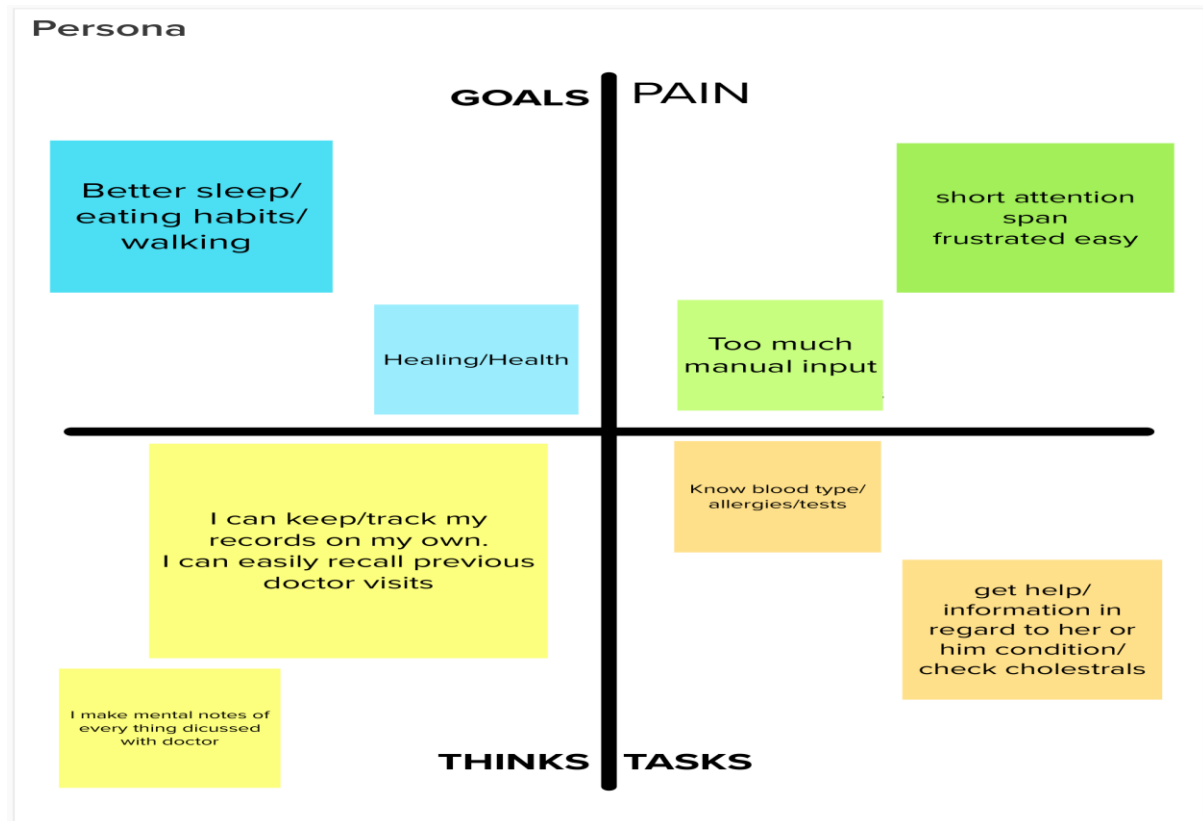 Persona
GOALS
PAIN
Better sleep/
eating habits/
walking
Healing/Health
short attention
span
frustrated easy
Too much
manual input
I can keep/track my
records on my own.
I can easily recall previous
doctor visits
I make mental notes of
every thing dicussed
with doctor
Know blood type/
allergies/tests
get help/
information in
regard to her or
him condition/
check cholestrals
THINKS
TASKS